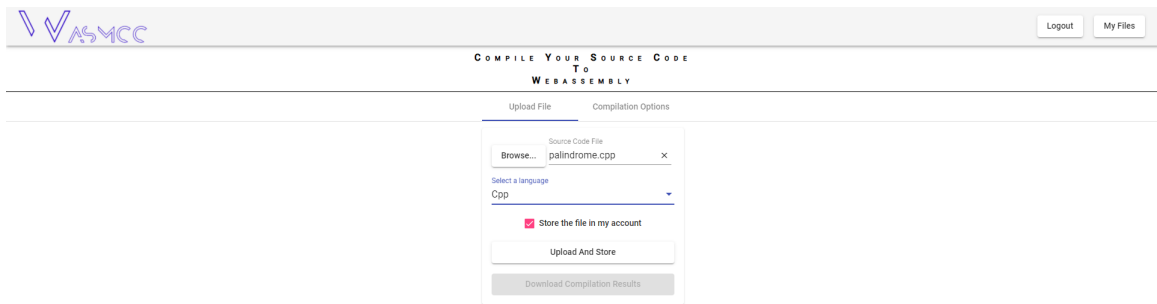 WASMCC
Logout
My Files
Compile Your Source Code
To
Webassembly
Upload File
Compilation Options
Source Code File
Browse...
palindrome.cpp
Select a language
Cpp
Store the file in my account
Upload And Store
Download Compilation Results